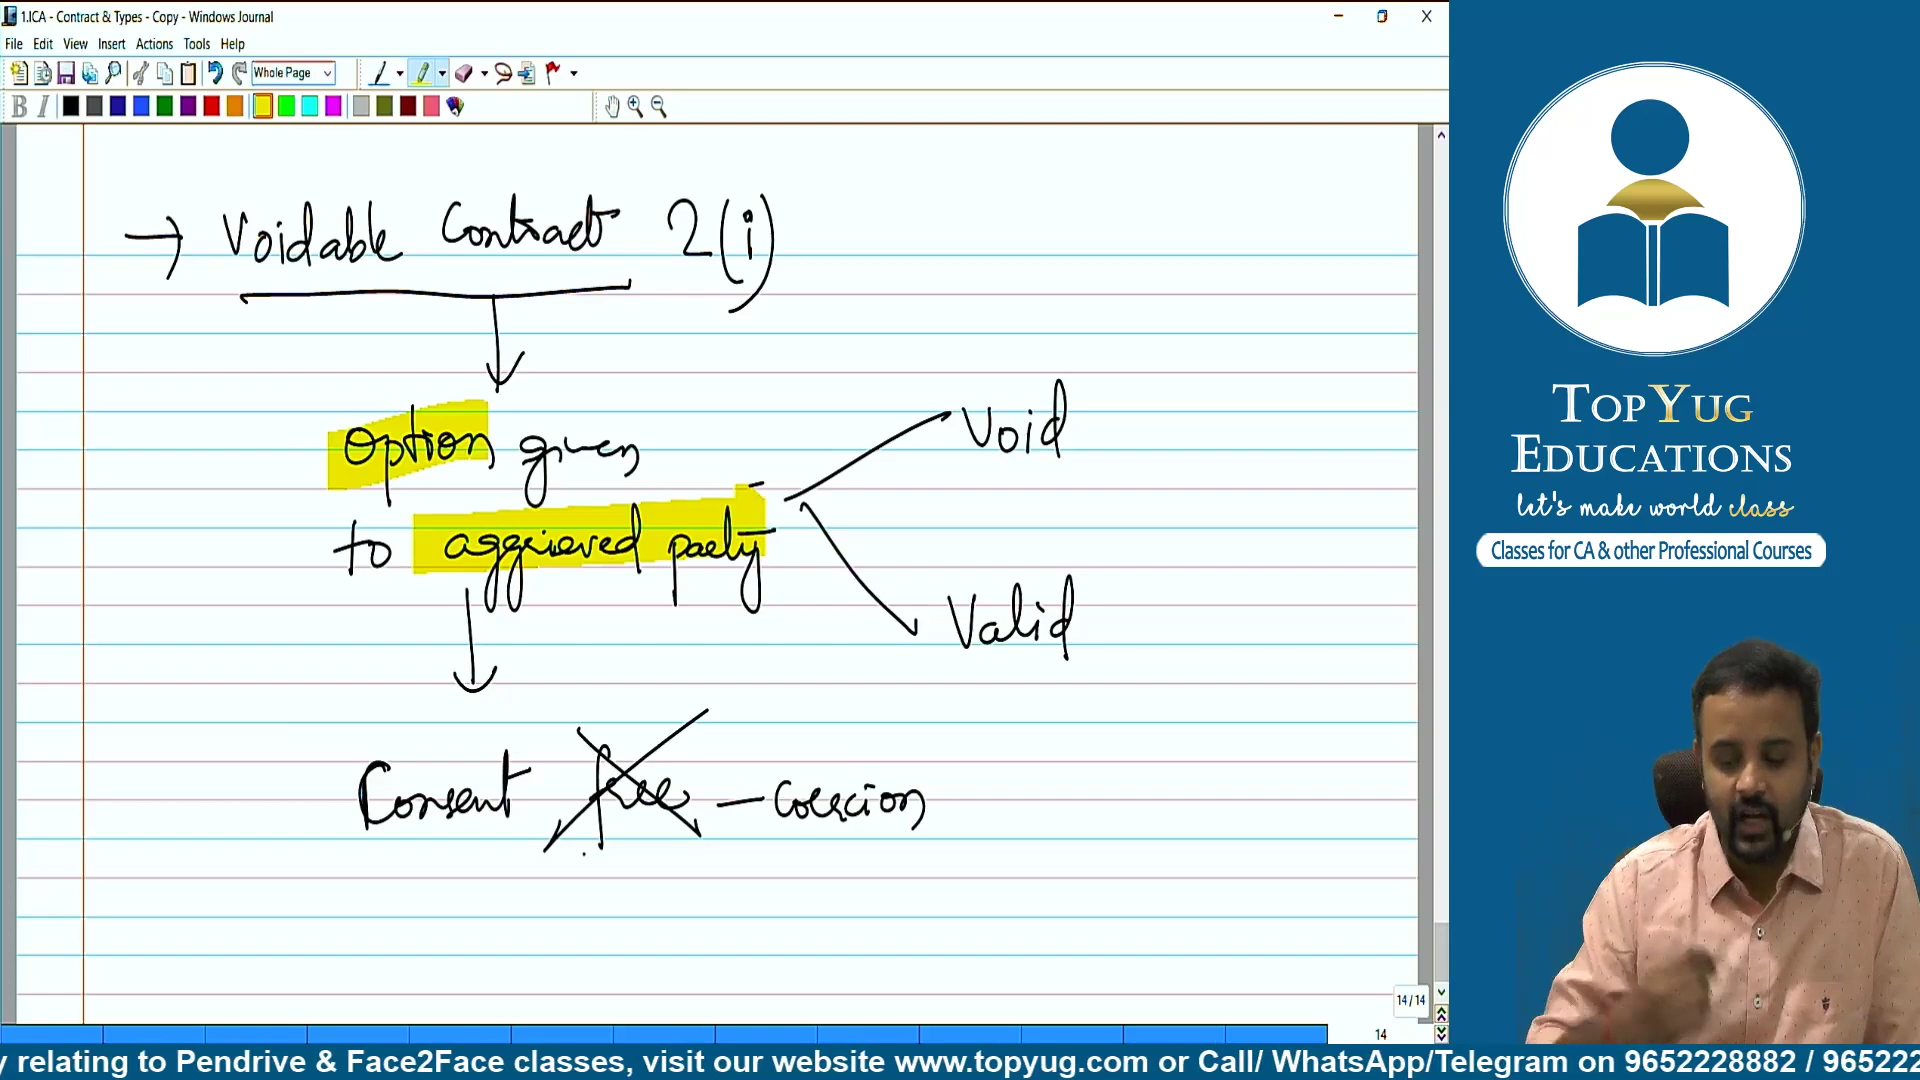 1.ICA - Contract & Types - Copy - Windows Journal
File Edit View Insert Actions Tools Help
Whole Page
B I
→ Voidable Contract 2(i)
Option given
to aggrieved party
Void
Valid
Consent free — Coercion
14/14
14
TOPYUG
EDUCATIONS
let's make world class
Classes for CA & other Professional Courses
y relating to Pendrive & Face2Face classes, visit our website www.topyug.com or Call/ WhatsApp/Telegram on 9652228882 / 965222